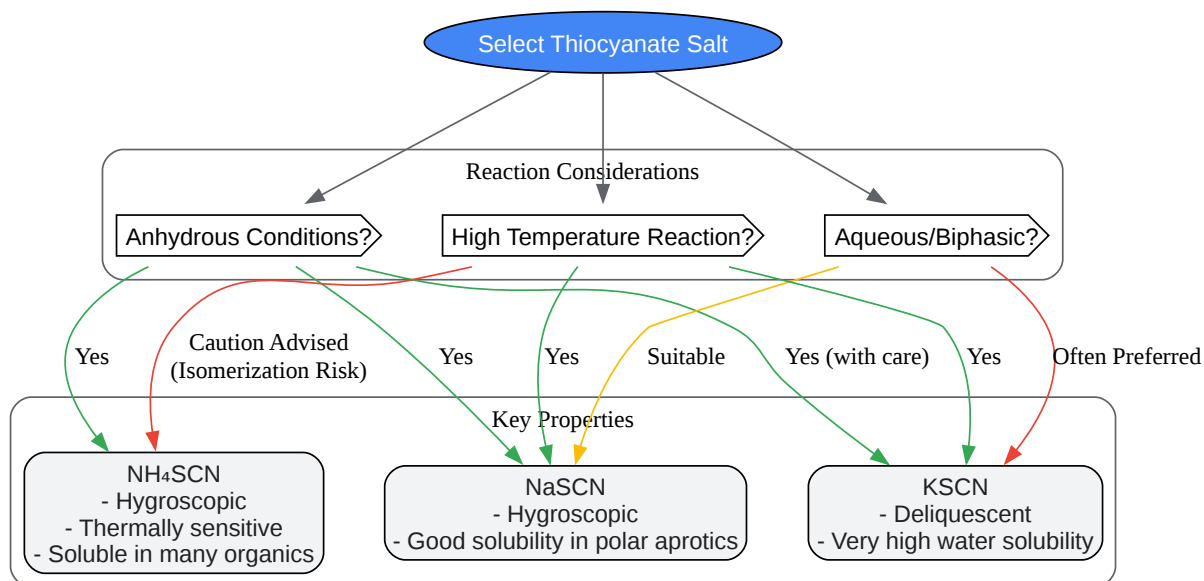 Select Thiocyanate Salt
Reaction Considerations
Anhydrous Conditions?
High Temperature Reaction?
Aqueous/Biphasic?
Yes
Caution Advised
(Isomerization Risk)
Yes
Yes
Suitable
Yes (with care)
Yes
Often Preferred
Key Properties
NH₄SCN
- Hygroscopic
- Thermally sensitive
- Soluble in many organics
NaSCN
- Hygroscopic
- Good solubility in polar aprotics
KSCN
- Deliquescent
- Very high water solubility